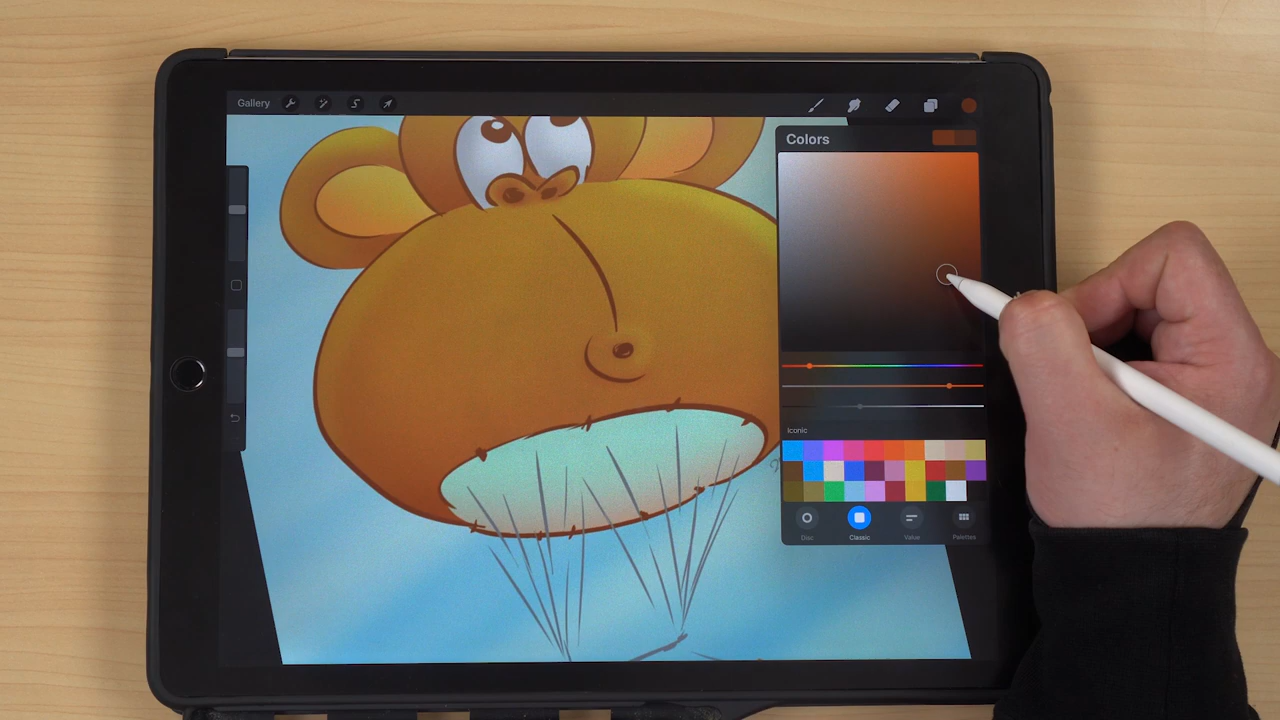 Gallery
Colors
Iconic
Disc
Classic
Value
Palettes